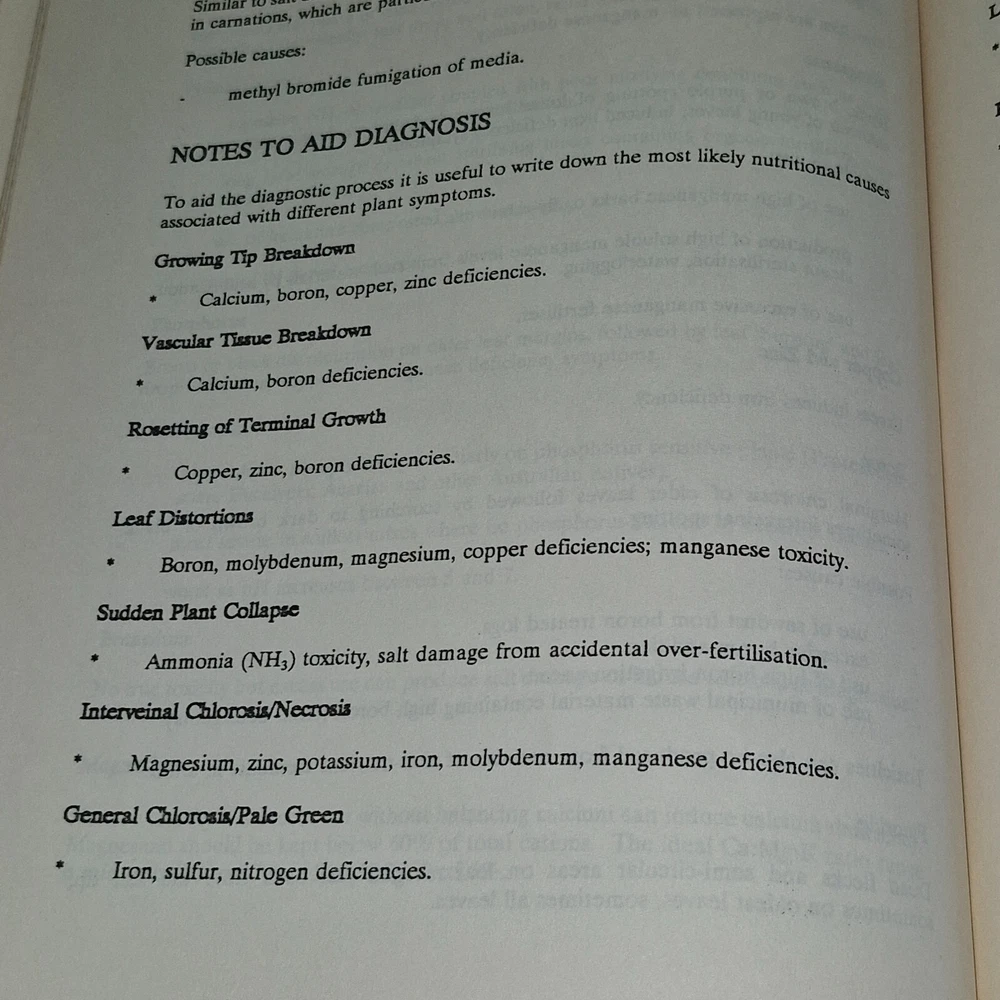 Similar to salt
in carnations, which are
Possible causes:
- methyl bromide fumigation of media.
NOTES TO AID DIAGNOSIS
To aid the diagnostic process it is useful to write down the most likely nutritional causes
associated with different plant symptoms.
Growing Tip Breakdown
* Calcium, boron, copper, zinc deficiencies.
Vascular Tissue Breakdown
* Calcium, boron deficiencies.
Rosetting of Terminal Growth
* Copper, zinc, boron deficiencies.
Leaf Distortions
* Boron, molybdenum, magnesium, copper deficiencies; manganese toxicity.
Sudden Plant Collapse
* Ammonia (NH₃) toxicity, salt damage from accidental over-fertilisation.
Interveinal Chlorosis/Necrosis
* Magnesium, zinc, potassium, iron, molybdenum, manganese deficiencies.
General Chlorosis/Pale Green
* Iron, sulfur, nitrogen deficiencies.